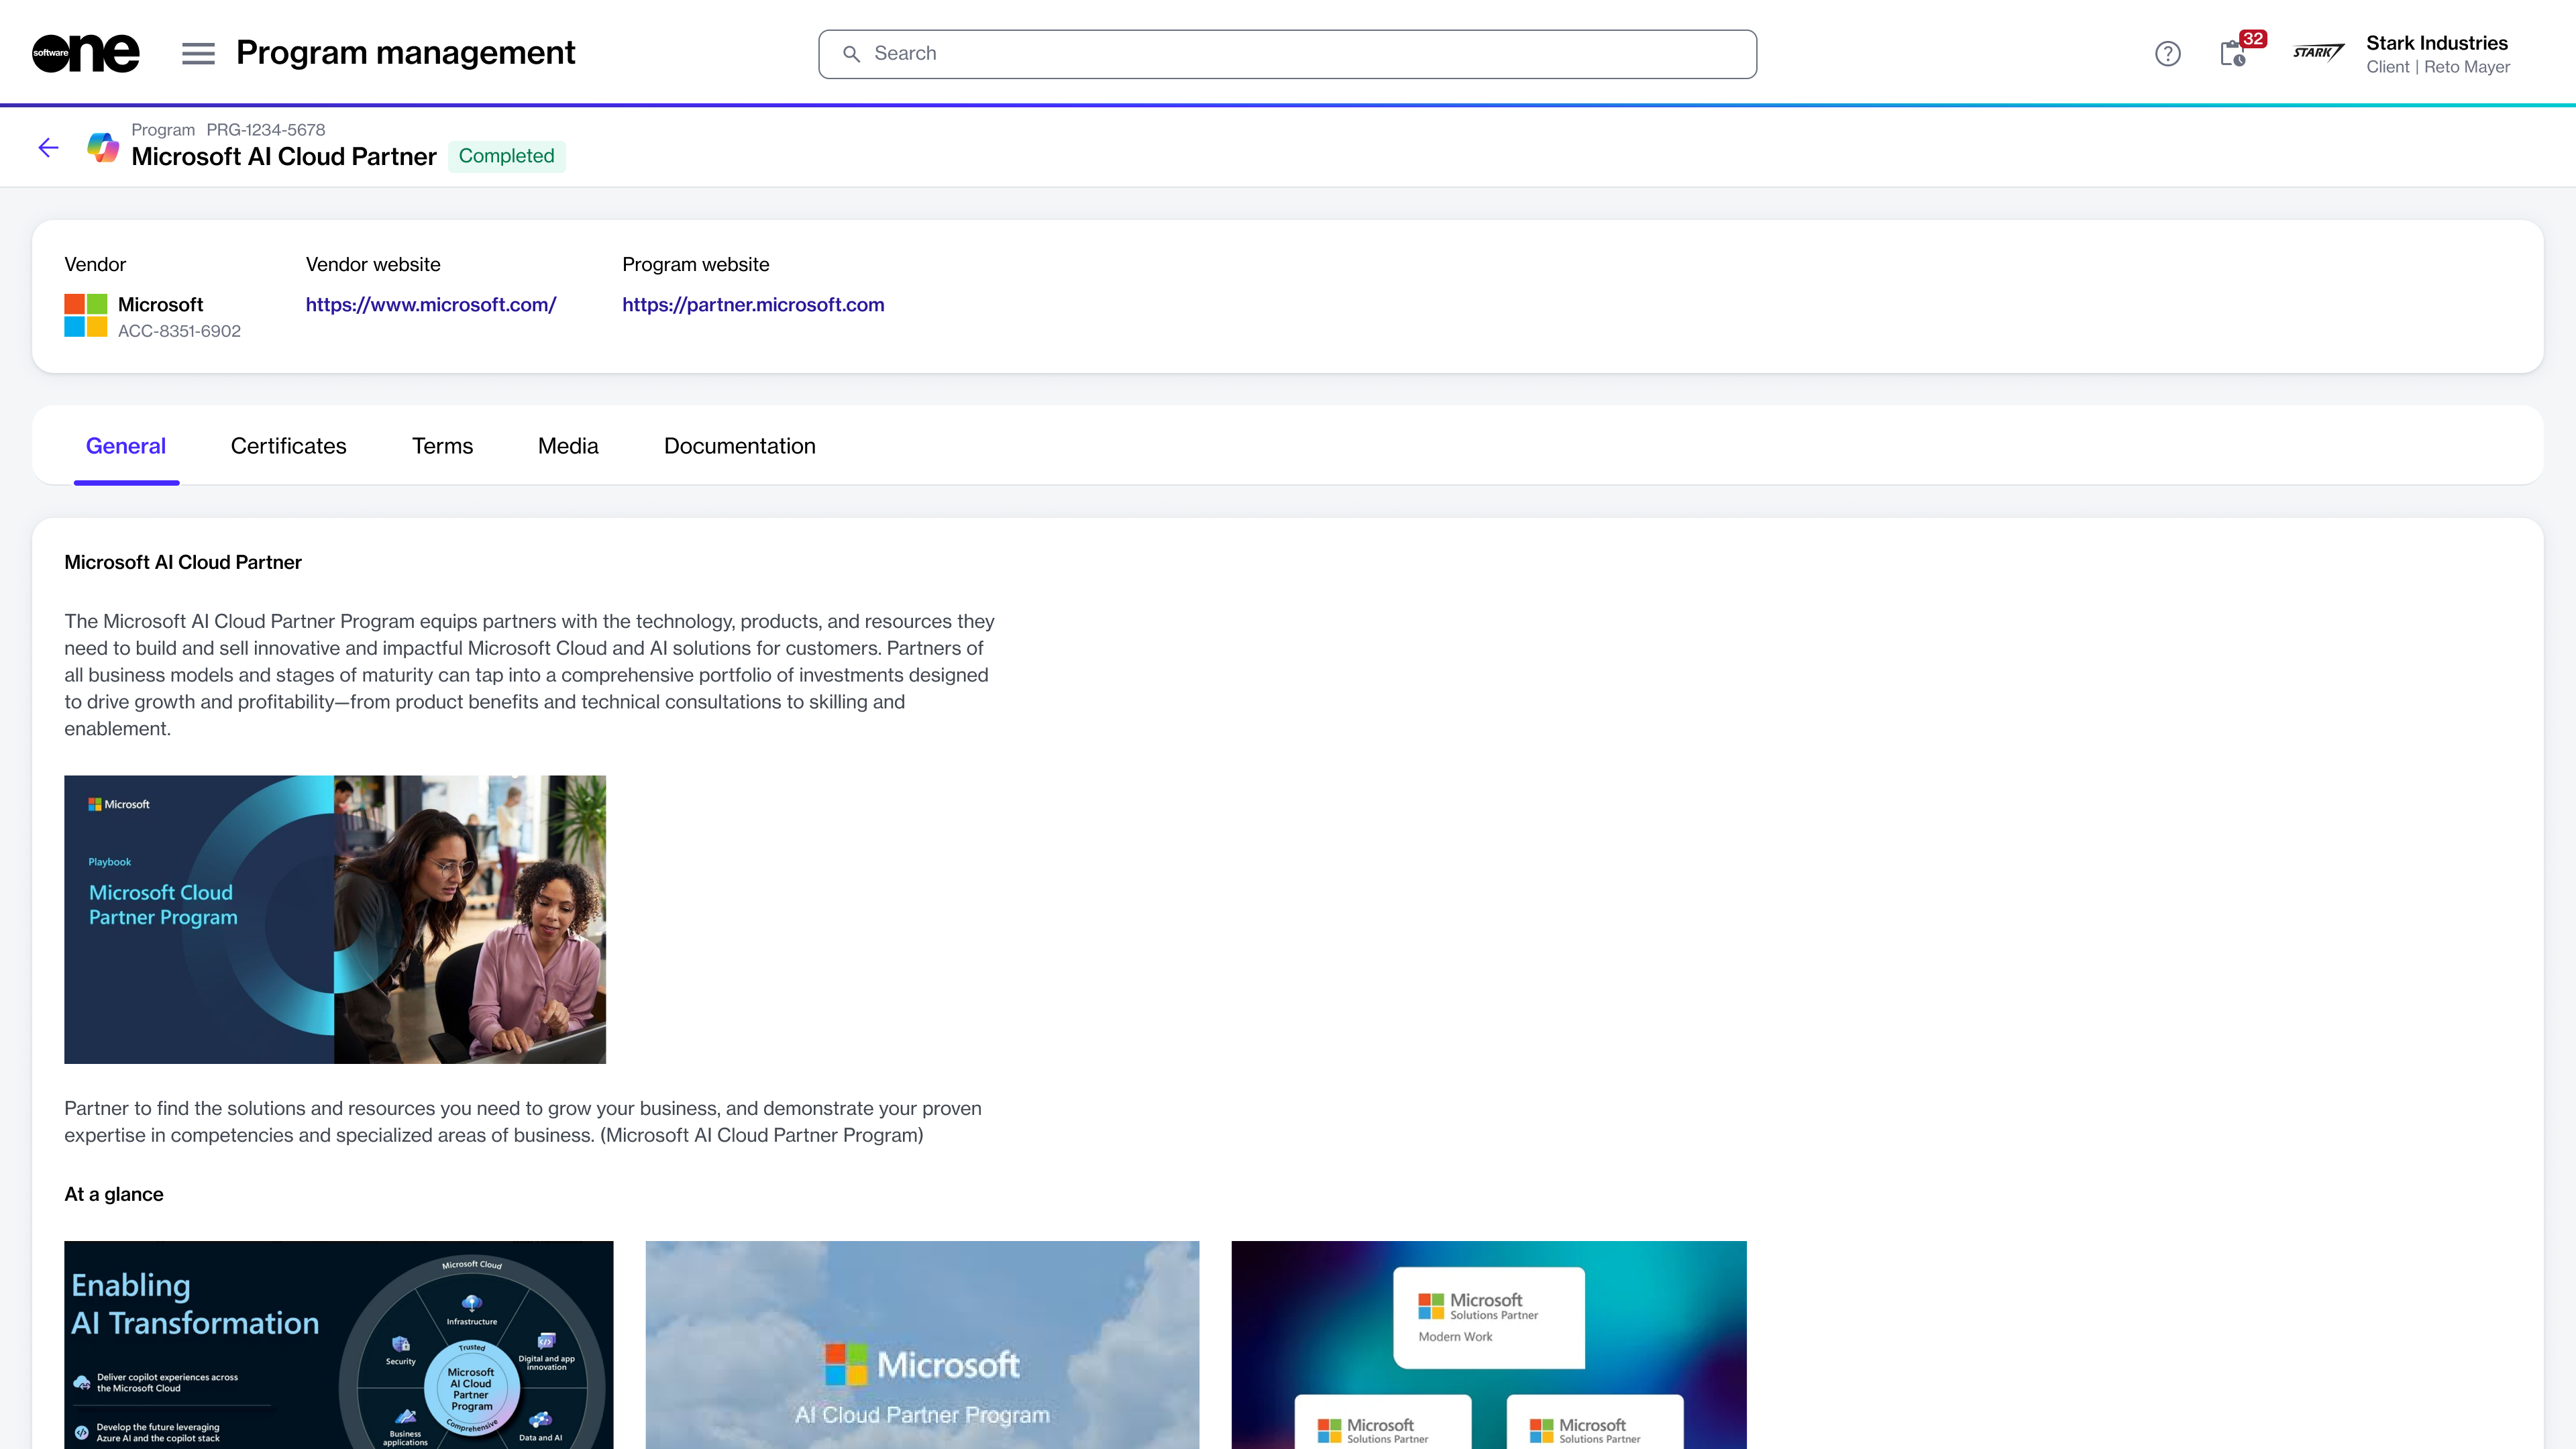 software one
Program management
Search
32
STARK
Stark Industries
Client | Reto Mayer
Program PRG-1234-5678
Microsoft AI Cloud Partner
Completed
Vendor
Vendor website
Program website
Microsoft
https://www.microsoft.com/
https://partner.microsoft.com
ACC-8351-6902
General
Certificates
Terms
Media
Documentation
Microsoft AI Cloud Partner
The Microsoft AI Cloud Partner Program equips partners with the technology, products, and resources they
need to build and sell innovative and impactful Microsoft Cloud and AI solutions for customers. Partners of
all business models and stages of maturity can tap into a comprehensive portfolio of investments designed
to drive growth and profitability—from product benefits and technical consultations to skilling and
enablement.
Microsoft
Playbook
Microsoft Cloud
Partner Program
Partner to find the solutions and resources you need to grow your business, and demonstrate your proven
expertise in competencies and specialized areas of business. (Microsoft AI Cloud Partner Program)
At a glance
Enabling
AI Transformation
Deliver copilot experiences across
the Microsoft Cloud
Develop the future leveraging
Azure AI and the copilot stack
Microsoft Cloud
Infrastructure
Security
Digital and app
innovation
Trusted
Microsoft
AI Cloud
Partner
Program
Comprehensive
Business
applications
Data and AI
Microsoft
AI Cloud Partner Program
Microsoft
Solutions Partner
Modern Work
Microsoft
Solutions Partner
Microsoft
Solutions Partner